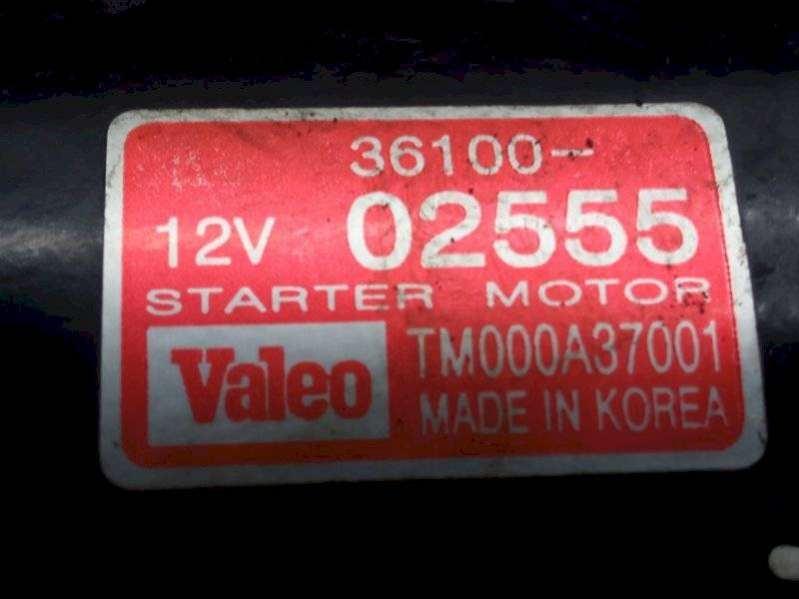 36100-
12V 02555
STARTER MOTOR
Valeo TM000A37001
MADE IN KOREA